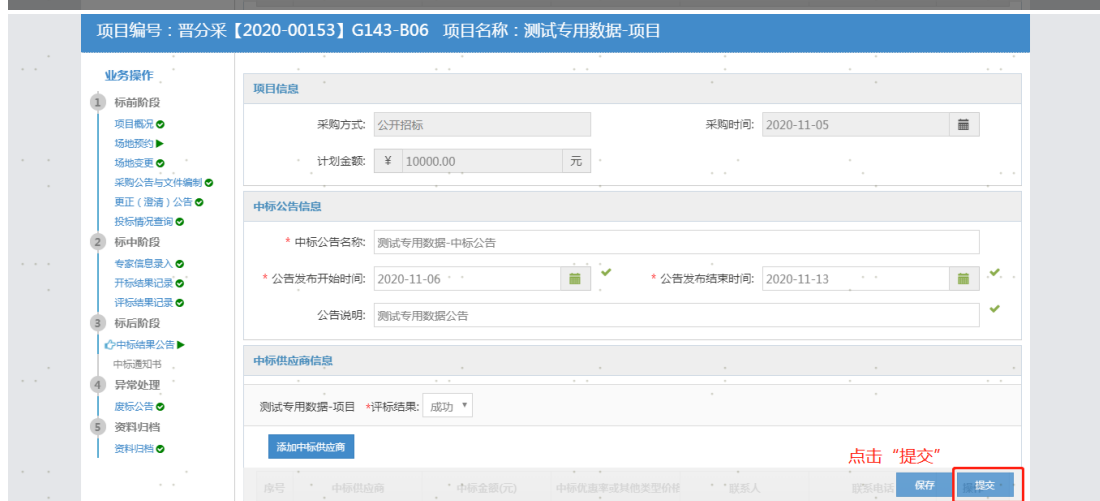 项目编号：晋分采【2020-00153】G143-B06 项目名称：测试专用数据-项目
业务操作
1 标前阶段
项目概况
场地预约
场地变更
采购公告与文件编制
更正（澄清）公告
投标情况查询
2 标中阶段
专家信息录入
开标结果记录
评标结果记录
3 标后阶段
中标结果公告
中标通知书
4 异常处理
废标公告
5 资料归档
资料归档
项目信息
采购方式: 公开招标 采购时间: 2020-11-05
计划金额: ¥ 10000.00 元
中标公告信息
* 中标公告名称: 测试专用数据-中标公告
* 公告发布开始时间: 2020-11-06 * 公告发布结束时间: 2020-11-13
公告说明: 测试专用数据公告
中标供应商信息
测试专用数据-项目 *评标结果: 成功
添加中标供应商
点击“提交”
序号 * 中标供应商 * 中标金额(元) 中标优惠率或其他类型价格 * 联系人 联系电话
保存 提交